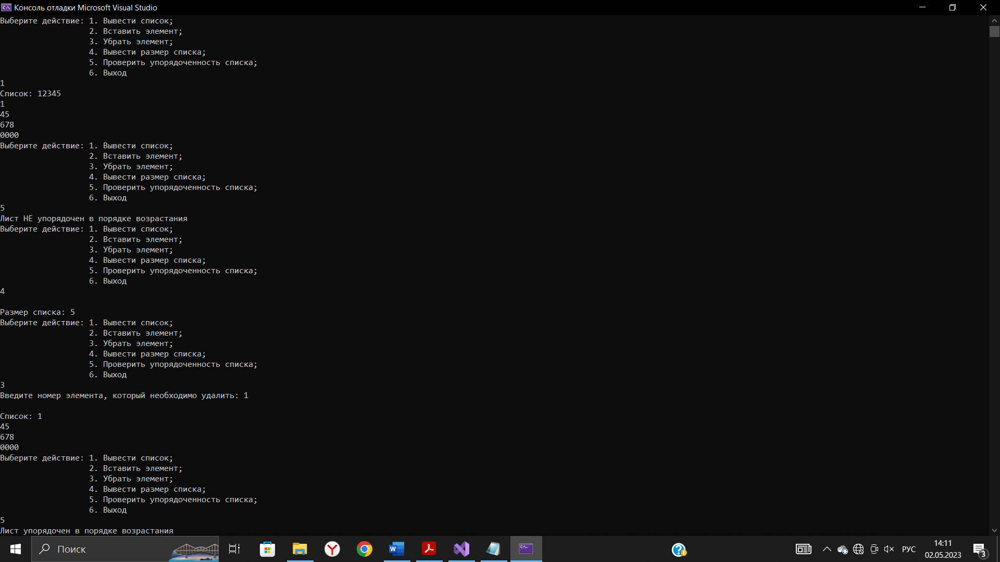 Консоль отладки Microsoft Visual Studio
Выберите действие: 1. Вывести список;
2. Вставить элемент;
3. Убрать элемент;
4. Вывести размер списка;
5. Проверить упорядоченность списка;
6. Выход
1
Список: 12345
1
45
678
0000
Выберите действие: 1. Вывести список;
2. Вставить элемент;
3. Убрать элемент;
4. Вывести размер списка;
5. Проверить упорядоченность списка;
6. Выход
5
Лист НЕ упорядочен в порядке возрастания
Выберите действие: 1. Вывести список;
2. Вставить элемент;
3. Убрать элемент;
4. Вывести размер списка;
5. Проверить упорядоченность списка;
6. Выход
4
Размер списка: 5
Выберите действие: 1. Вывести список;
2. Вставить элемент;
3. Убрать элемент;
4. Вывести размер списка;
5. Проверить упорядоченность списка;
6. Выход
3
Введите номер элемента, который необходимо удалить: 1
Список: 1
45
678
0000
Выберите действие: 1. Вывести список;
2. Вставить элемент;
3. Убрать элемент;
4. Вывести размер списка;
5. Проверить упорядоченность списка;
6. Выход
5
Лист упорядочен в порядке возрастания
Поиск
РУС
14:11
02.05.2023
3